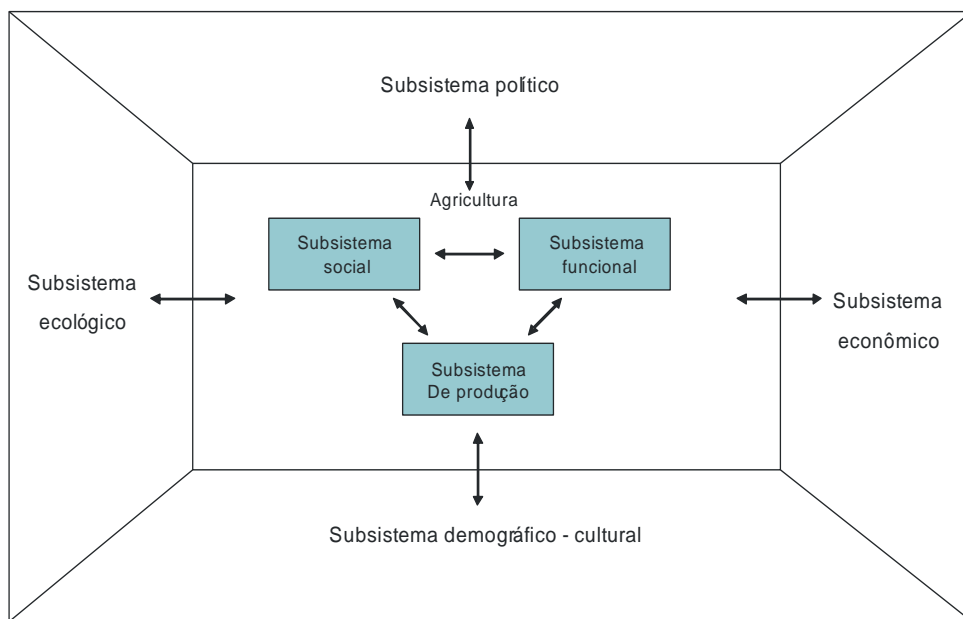 Subsistema político
Agricultura
Subsistema
social
Subsistema
funcional
Subsistema
ecológico
Subsistema
econômico
Subsistema
De produção
Subsistema demográfico - cultural